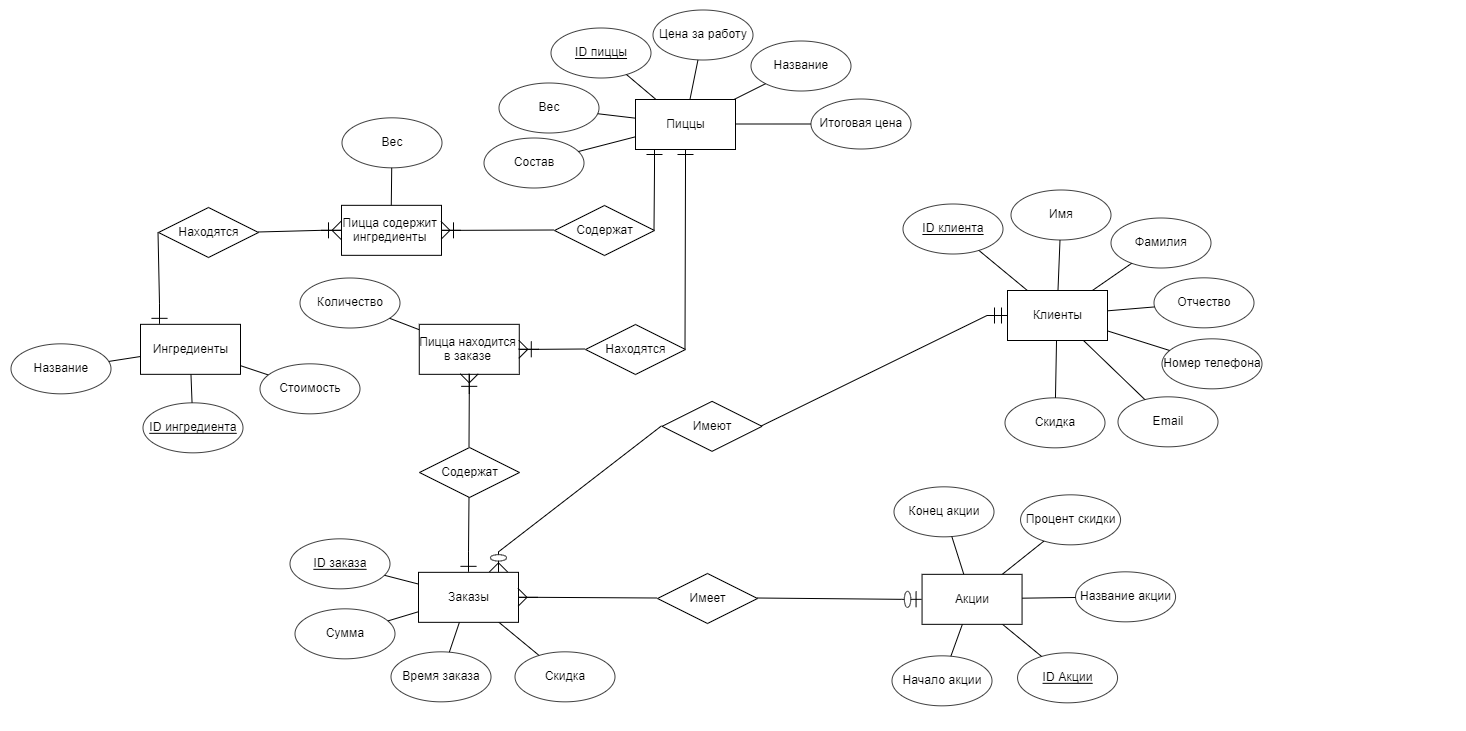 Цена за работу
ID пиццы
Название
Вес
Пиццы
Итоговая цена
Состав
Вес
Пицца содержит
ингредиенты
Находятся
Содержат
ID клиента
Имя
Фамилия
Количество
Отчество
Клиенты
Пицца находится
в заказе
Находятся
Ингредиенты
Название
Стоимость
ID ингредиента
Номер телефона
Скидка
Email
Имеют
Содержат
Конец акции
Процент скидки
ID заказа
Заказы
Имеет
Акции
Название акции
Сумма
Время заказа
Скидка
Начало акции
ID Акции